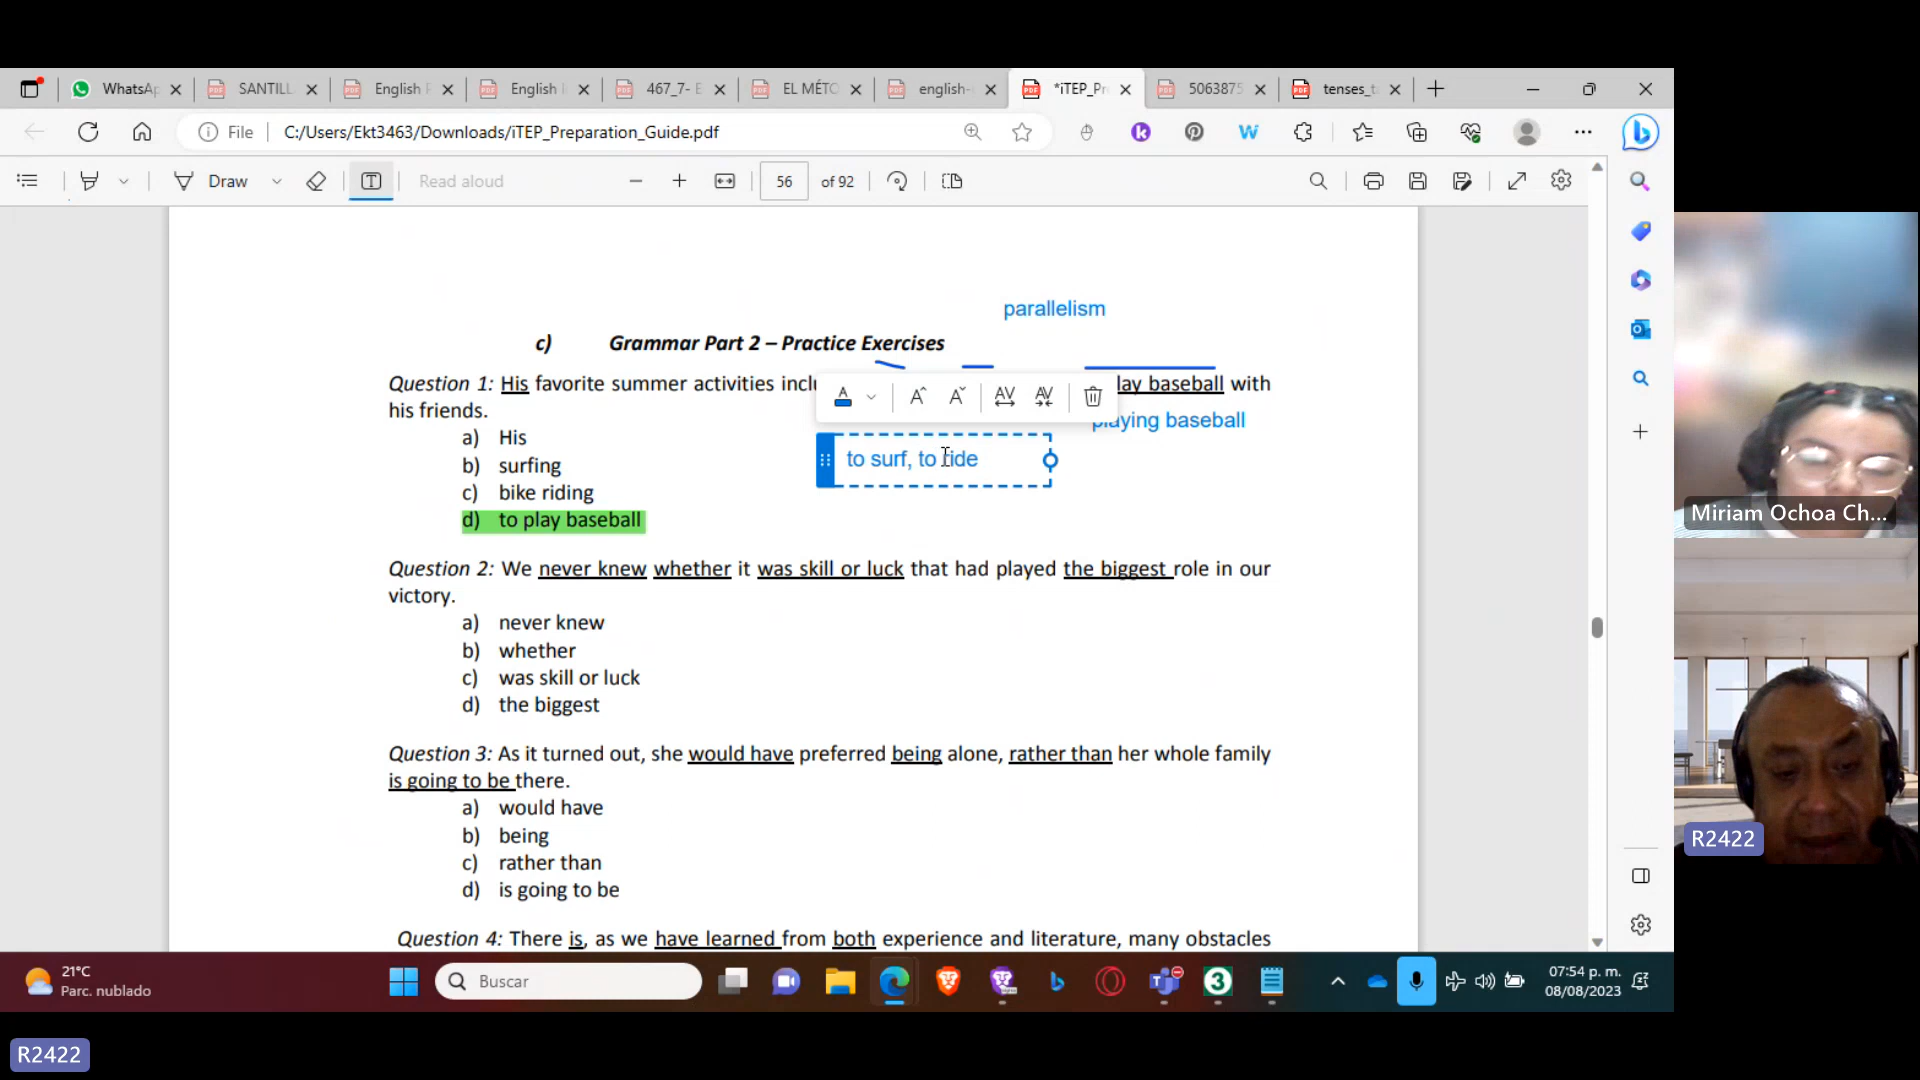 WhatsAp
SANTILL
English P
English I
467_7- E
EL MÉTO
english-
*iTEP_Pr
5063875
tenses_t
File
C:/Users/Ekt3463/Downloads/iTEP_Preparation_Guide.pdf
Draw
Read aloud
56
of 92
parallelism
c) Grammar Part 2 – Practice Exercises
Question 1: His favorite summer activities inclu lay baseball with
his friends.
playing baseball
a) His
to surf, to ride
b) surfing
c) bike riding
d) to play baseball
Question 2: We never knew whether it was skill or luck that had played the biggest role in our
victory.
a) never knew
b) whether
c) was skill or luck
d) the biggest
Question 3: As it turned out, she would have preferred being alone, rather than her whole family
is going to be there.
a) would have
b) being
c) rather than
d) is going to be
Question 4: There is, as we have learned from both experience and literature, many obstacles
Miriam Ochoa Ch...
R2422
21°C
Parc. nublado
Buscar
07:54 p. m.
08/08/2023
R2422